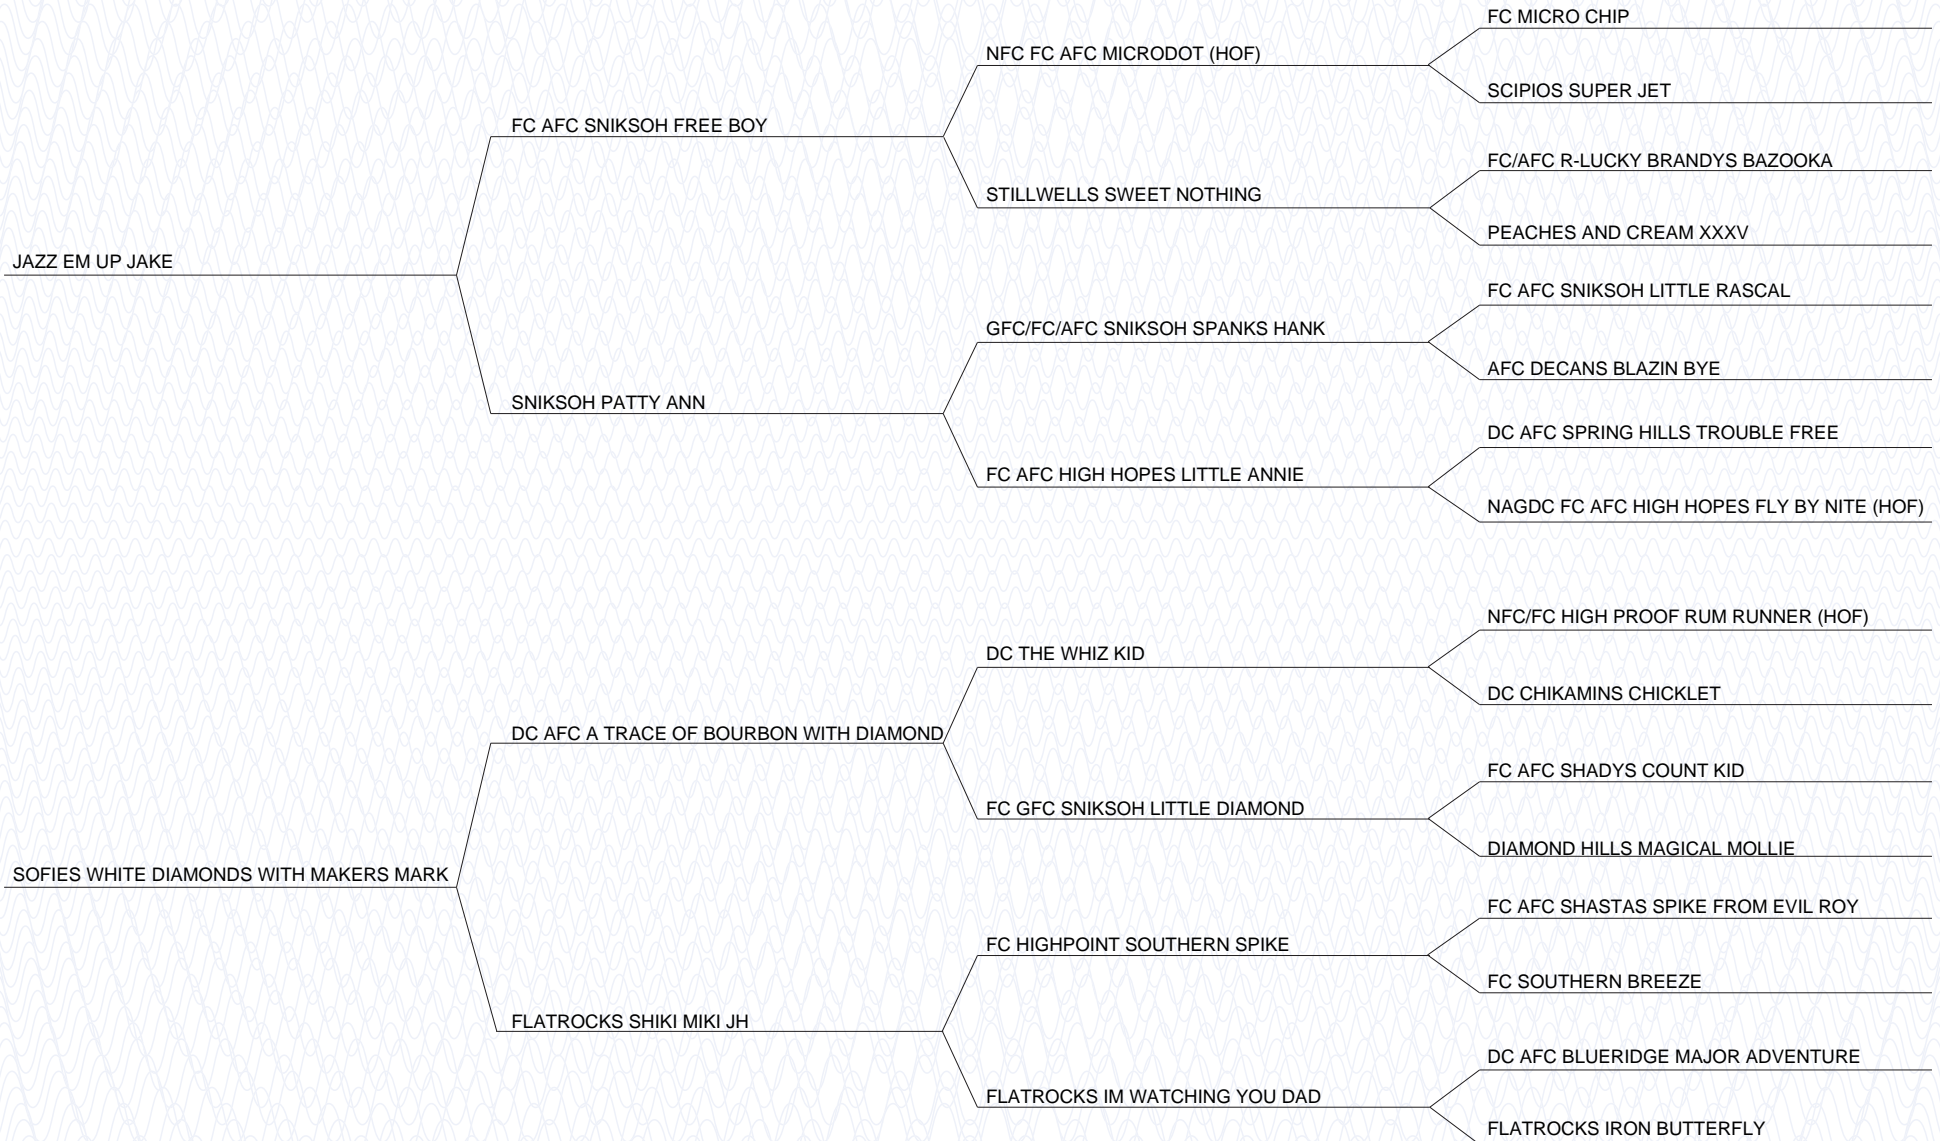 FC MICRO CHIP
NFC FC AFC MICRODOT (HOF)
SCIPIOS SUPER JET
FC AFC SNIKSOH FREE BOY
FC/AFC R-LUCKY BRANDYS BAZOOKA
STILLWELLS SWEET NOTHING
PEACHES AND CREAM XXXV
JAZZ EM UP JAKE
FC AFC SNIKSOH LITTLE RASCAL
GFC/FC/AFC SNIKSOH SPANKS HANK
AFC DECANS BLAZIN BYE
SNIKSOH PATTY ANN
DC AFC SPRING HILLS TROUBLE FREE
FC AFC HIGH HOPES LITTLE ANNIE
NAGDC FC AFC HIGH HOPES FLY BY NITE (HOF)
NFC/FC HIGH PROOF RUM RUNNER (HOF)
DC THE WHIZ KID
DC CHIKAMINS CHICKLET
DC AFC A TRACE OF BOURBON WITH DIAMOND
FC AFC SHADYS COUNT KID
FC GFC SNIKSOH LITTLE DIAMOND
DIAMOND HILLS MAGICAL MOLLIE
SOFIES WHITE DIAMONDS WITH MAKERS MARK
FC AFC SHASTAS SPIKE FROM EVIL ROY
FC HIGHPOINT SOUTHERN SPIKE
FC SOUTHERN BREEZE
FLATROCKS SHIKI MIKI JH
DC AFC BLUERIDGE MAJOR ADVENTURE
FLATROCKS IM WATCHING YOU DAD
FLATROCKS IRON BUTTERFLY